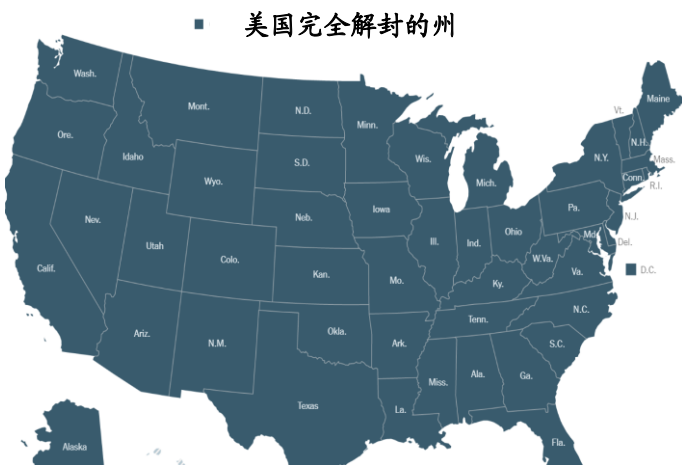 美国完全解封的州
Wash.
Mont.
N.D.
Minn.
Maine
Vt.
N.H.
Ore.
Idaho
S.D.
Wis.
Mich.
N.Y.
Mass.
Conn.
R.I.
Wyo.
Iowa
Neb.
Pa.
N.J.
Nev.
Utah
Colo.
Ill.
Ind.
Ohio
Md.
Del.
D.C.
Calif.
Kan.
Mo.
Ky.
W.Va.
Va.
Ariz.
N.M.
Okla.
Ark.
Tenn.
N.C.
S.C.
Texas
La.
Miss.
Ala.
Ga.
Fla.
Alaska